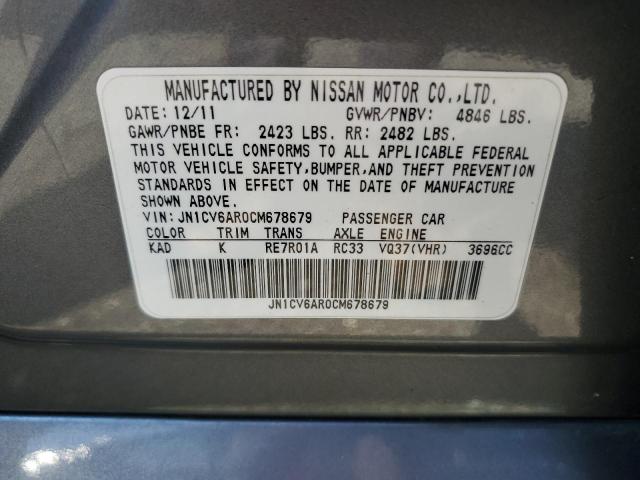 MANUFACTURED BY NISSAN MOTOR CO.,LTD.
DATE: 12/11 GVWR/PNBV: 4846 LBS.
GAWR/PNBE FR: 2423 LBS. RR: 2482 LBS.
THIS VEHICLE CONFORMS TO ALL APPLICABLE FEDERAL
MOTOR VEHICLE SAFETY,BUMPER,AND THEFT PREVENTION
STANDARDS IN EFFECT ON THE DATE OF MANUFACTURE
SHOWN ABOVE.
VIN:JN1CV6AR0CM678679 PASSENGER CAR
COLOR TRIM TRANS AXLE ENGINE
KAD K RE7R01A RC33 VQ37(VHR) 3696CC
JN1CV6AR0CM678679